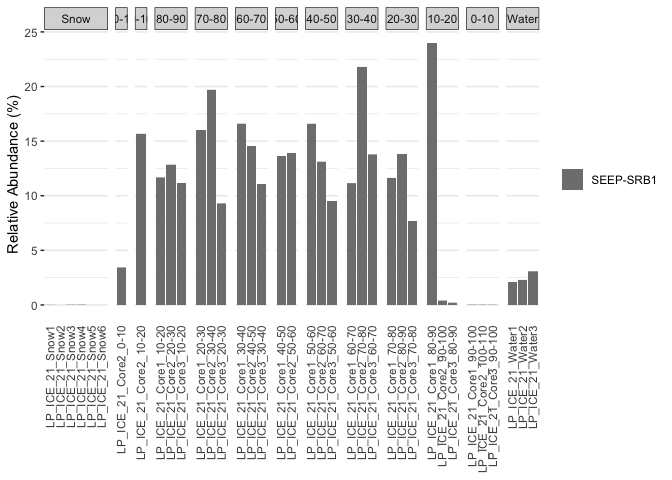 Snow
80-90
70-80
60-70
40-50
30-40
20-30
10-20
0-10
Water
Relative Abundance (%)
25
20
15
10
5
0
SEEP-SRB1
LP_ICE_21_Snow1
LP_ICE_21_Snow2
LP_ICE_21_Snow3
LP_ICE_21_Snow4
LP_ICE_21_Snow5
LP_ICE_21_Snow6
LP_ICE_21_Core2_0-10
LP_ICE_21_Core2_10-20
LP_ICE_21_Core1_10-20
LP_ICE_21_Core2_20-30
LP_ICE_21_Core3_10-20
LP_ICE_21_Core1_20-30
LP_ICE_21_Core2_30-40
LP_ICE_21_Core3_20-30
LP_ICE_21_Core1_30-40
LP_ICE_21_Core2_40-50
LP_ICE_21_Core3_30-40
LP_ICE_21_Core1_40-50
LP_ICE_21_Core2_50-60
LP_ICE_21_Core1_50-60
LP_ICE_21_Core2_60-70
LP_ICE_21_Core3_50-60
LP_ICE_21_Core1_60-70
LP_ICE_21_Core2_70-80
LP_ICE_21_Core3_60-70
LP_ICE_21_Core1_70-80
LP_ICE_21_Core2_80-90
LP_ICE_21_Core3_70-80
LP_ICE_21_Core1_80-90
LP_ICE_21_Core2_90-100
LP_ICE_21_Core3_80-90
LP_ICE_21_Core1_90-100
LP_ICE_21_Core2_100-110
LP_ICE_21_Core3_90-100
LP_ICE_21_Water1
LP_ICE_21_Water2
LP_ICE_21_Water3